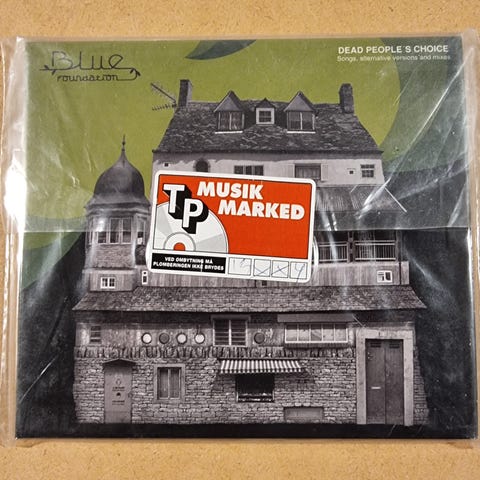 Blue
Foundation
DEAD PEOPLE'S CHOICE
Songs, alternative versions and mixes
TP
MUSIK
MARKED
VED OMBYTNING MÅ
PLOMBERINGEN IKKE BRYDES